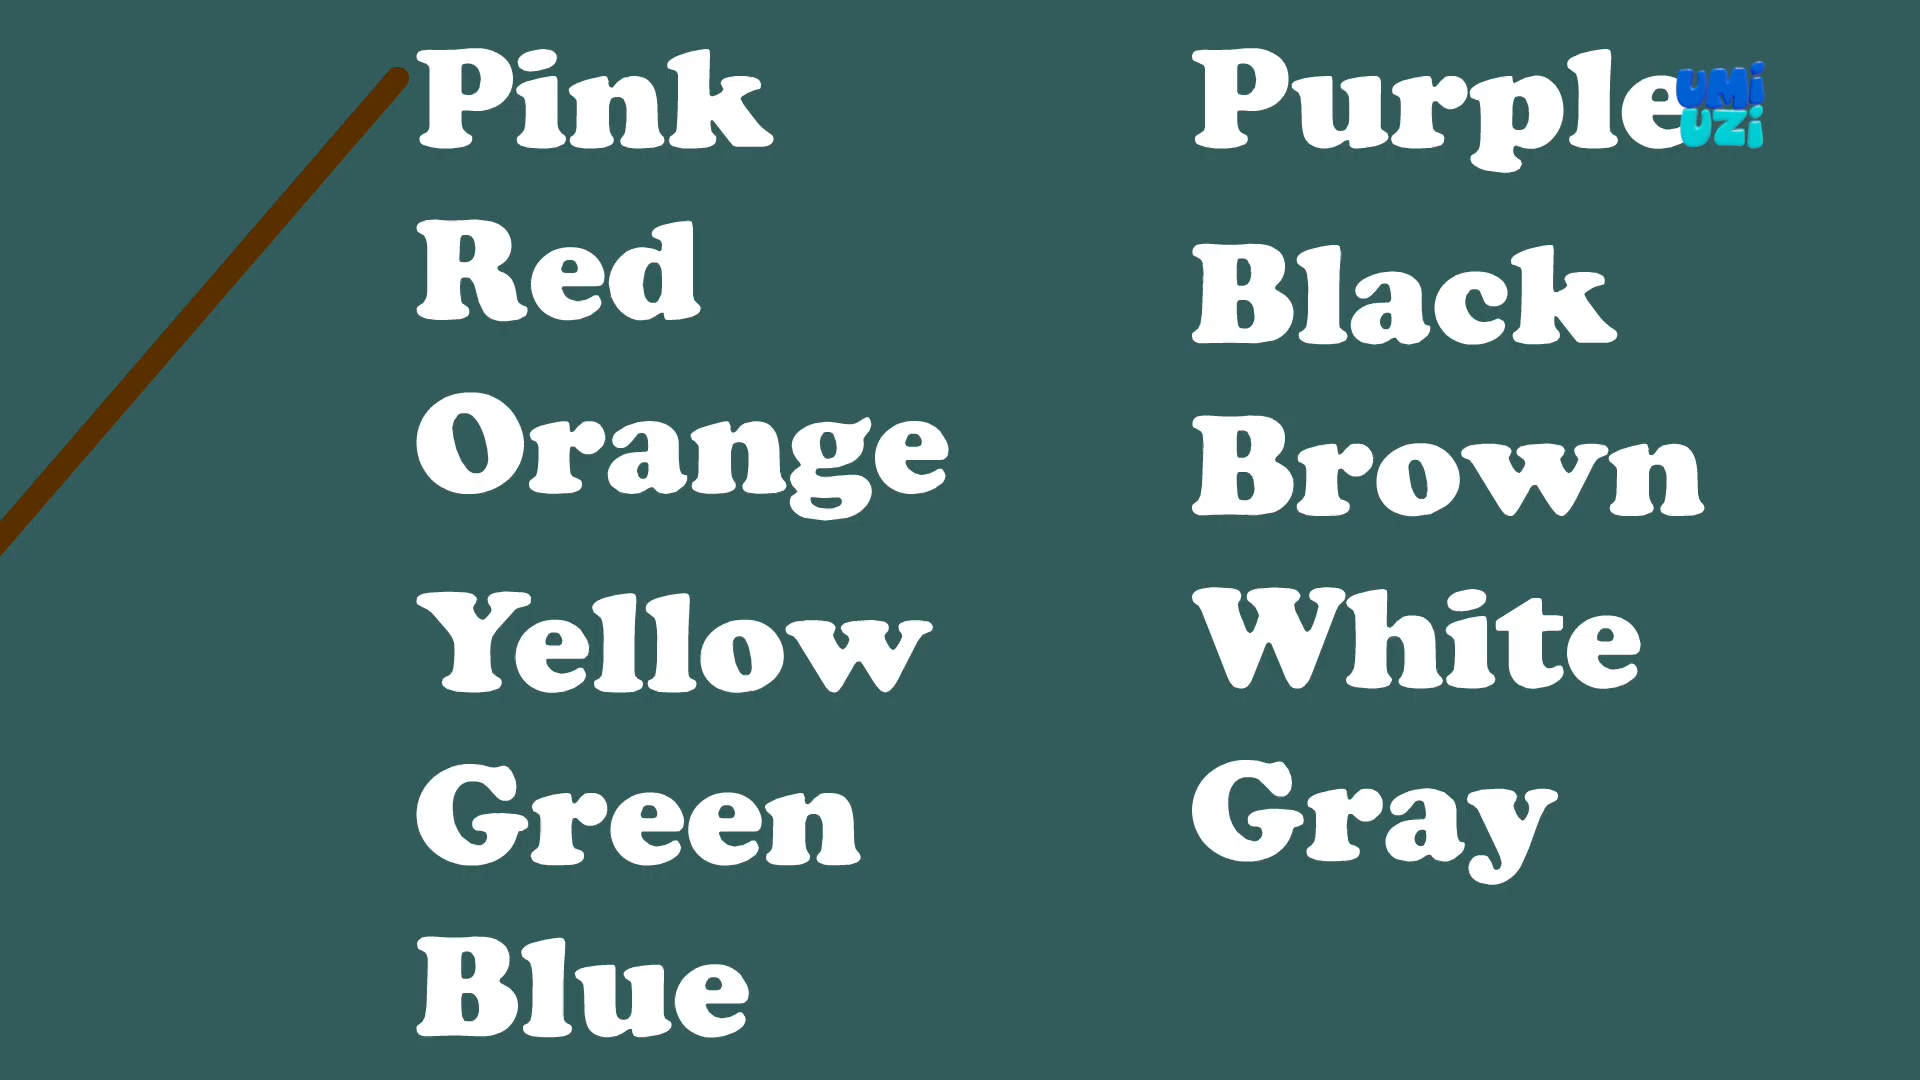 Pink
Red
Orange
Yellow
Green
Blue
Purple
Black
Brown
White
Gray
UMi
UZi